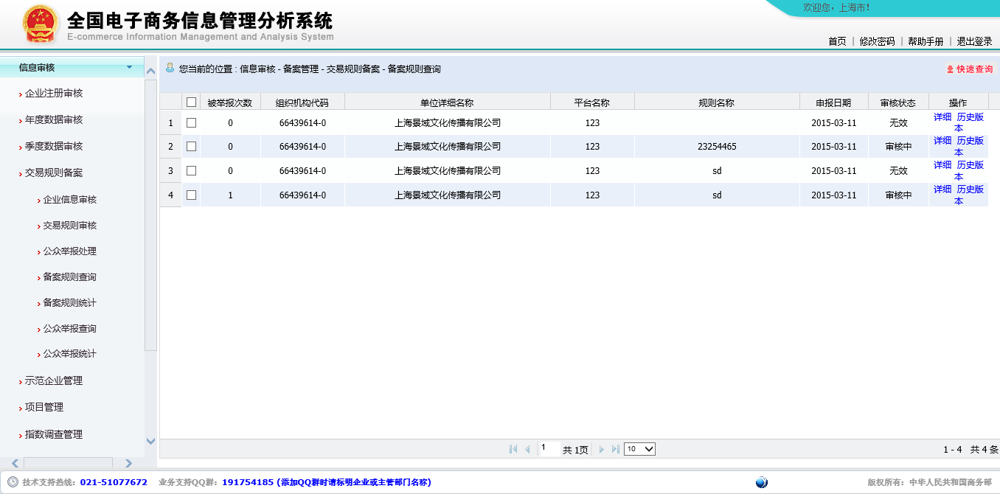 欢迎您，上海市！
全国电子商务信息管理分析系统
E-commerce Information Management and Analysis System
首页 | 修改密码 | 帮助手册 | 退出登录
信息审核
企业注册审核
年度数据审核
季度数据审核
交易规则备案
企业信息审核
交易规则审核
公众举报处理
备案规则查询
备案规则统计
公众举报查询
公众举报统计
示范企业管理
项目管理
指数调查管理
您当前的位置 : 信息审核 - 备案管理 - 交易规则备案 - 备案规则查询
快速查询
被举报次数 组织机构代码 单位详细名称 平台名称 规则名称 申报日期 审核状态 操作
1 0 66439614-0 上海景域文化传播有限公司 123 2015-03-11 无效 详细 历史版
本
2 0 66439614-0 上海景域文化传播有限公司 123 23254465 2015-03-11 审核中 详细 历史版
本
3 0 66439614-0 上海景域文化传播有限公司 123 sd 2015-03-11 无效 详细 历史版
本
4 1 66439614-0 上海景域文化传播有限公司 123 sd 2015-03-11 审核中 详细 历史版
本
1 共 1页 10
1 - 4 共 4 条
技术支持热线: 021-51077672 业务支持QQ群: 191754185 (添加QQ群时请标明企业或主管部门名称)
版权所有: 中华人民共和国商务部